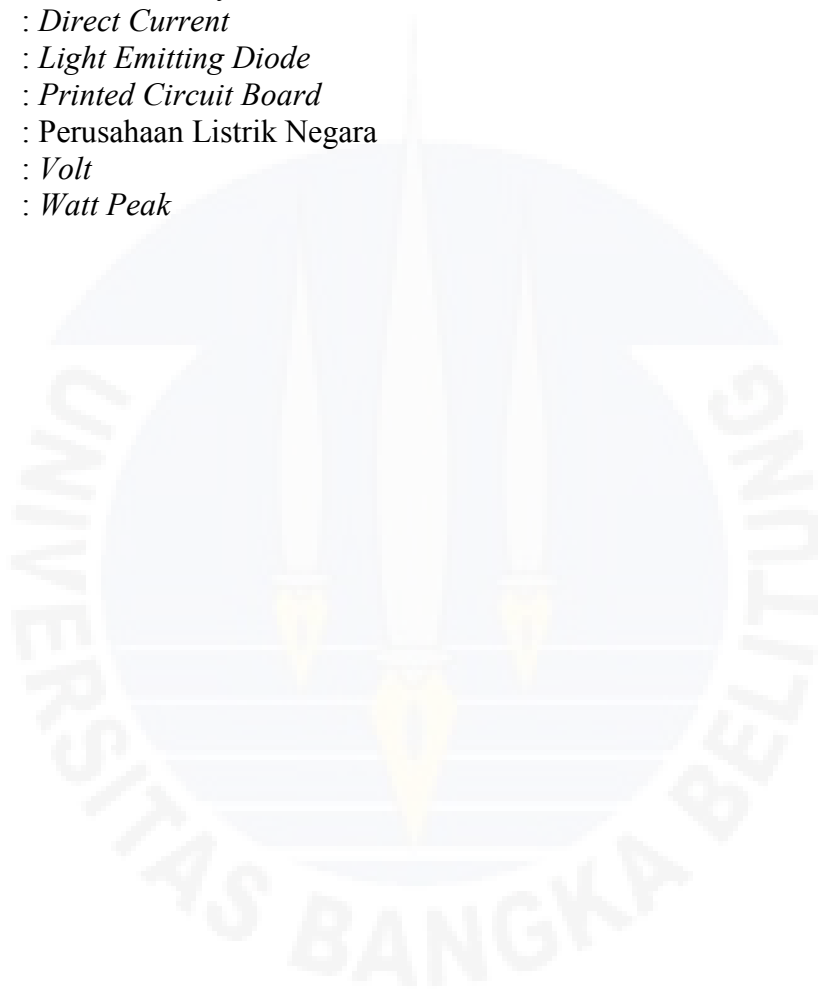 : Direct Current
: Light Emitting Diode
: Printed Circuit Board
: Perusahaan Listrik Negara
: Volt
: Watt Peak
UNIVERSITAS BANGKA BELITUNG